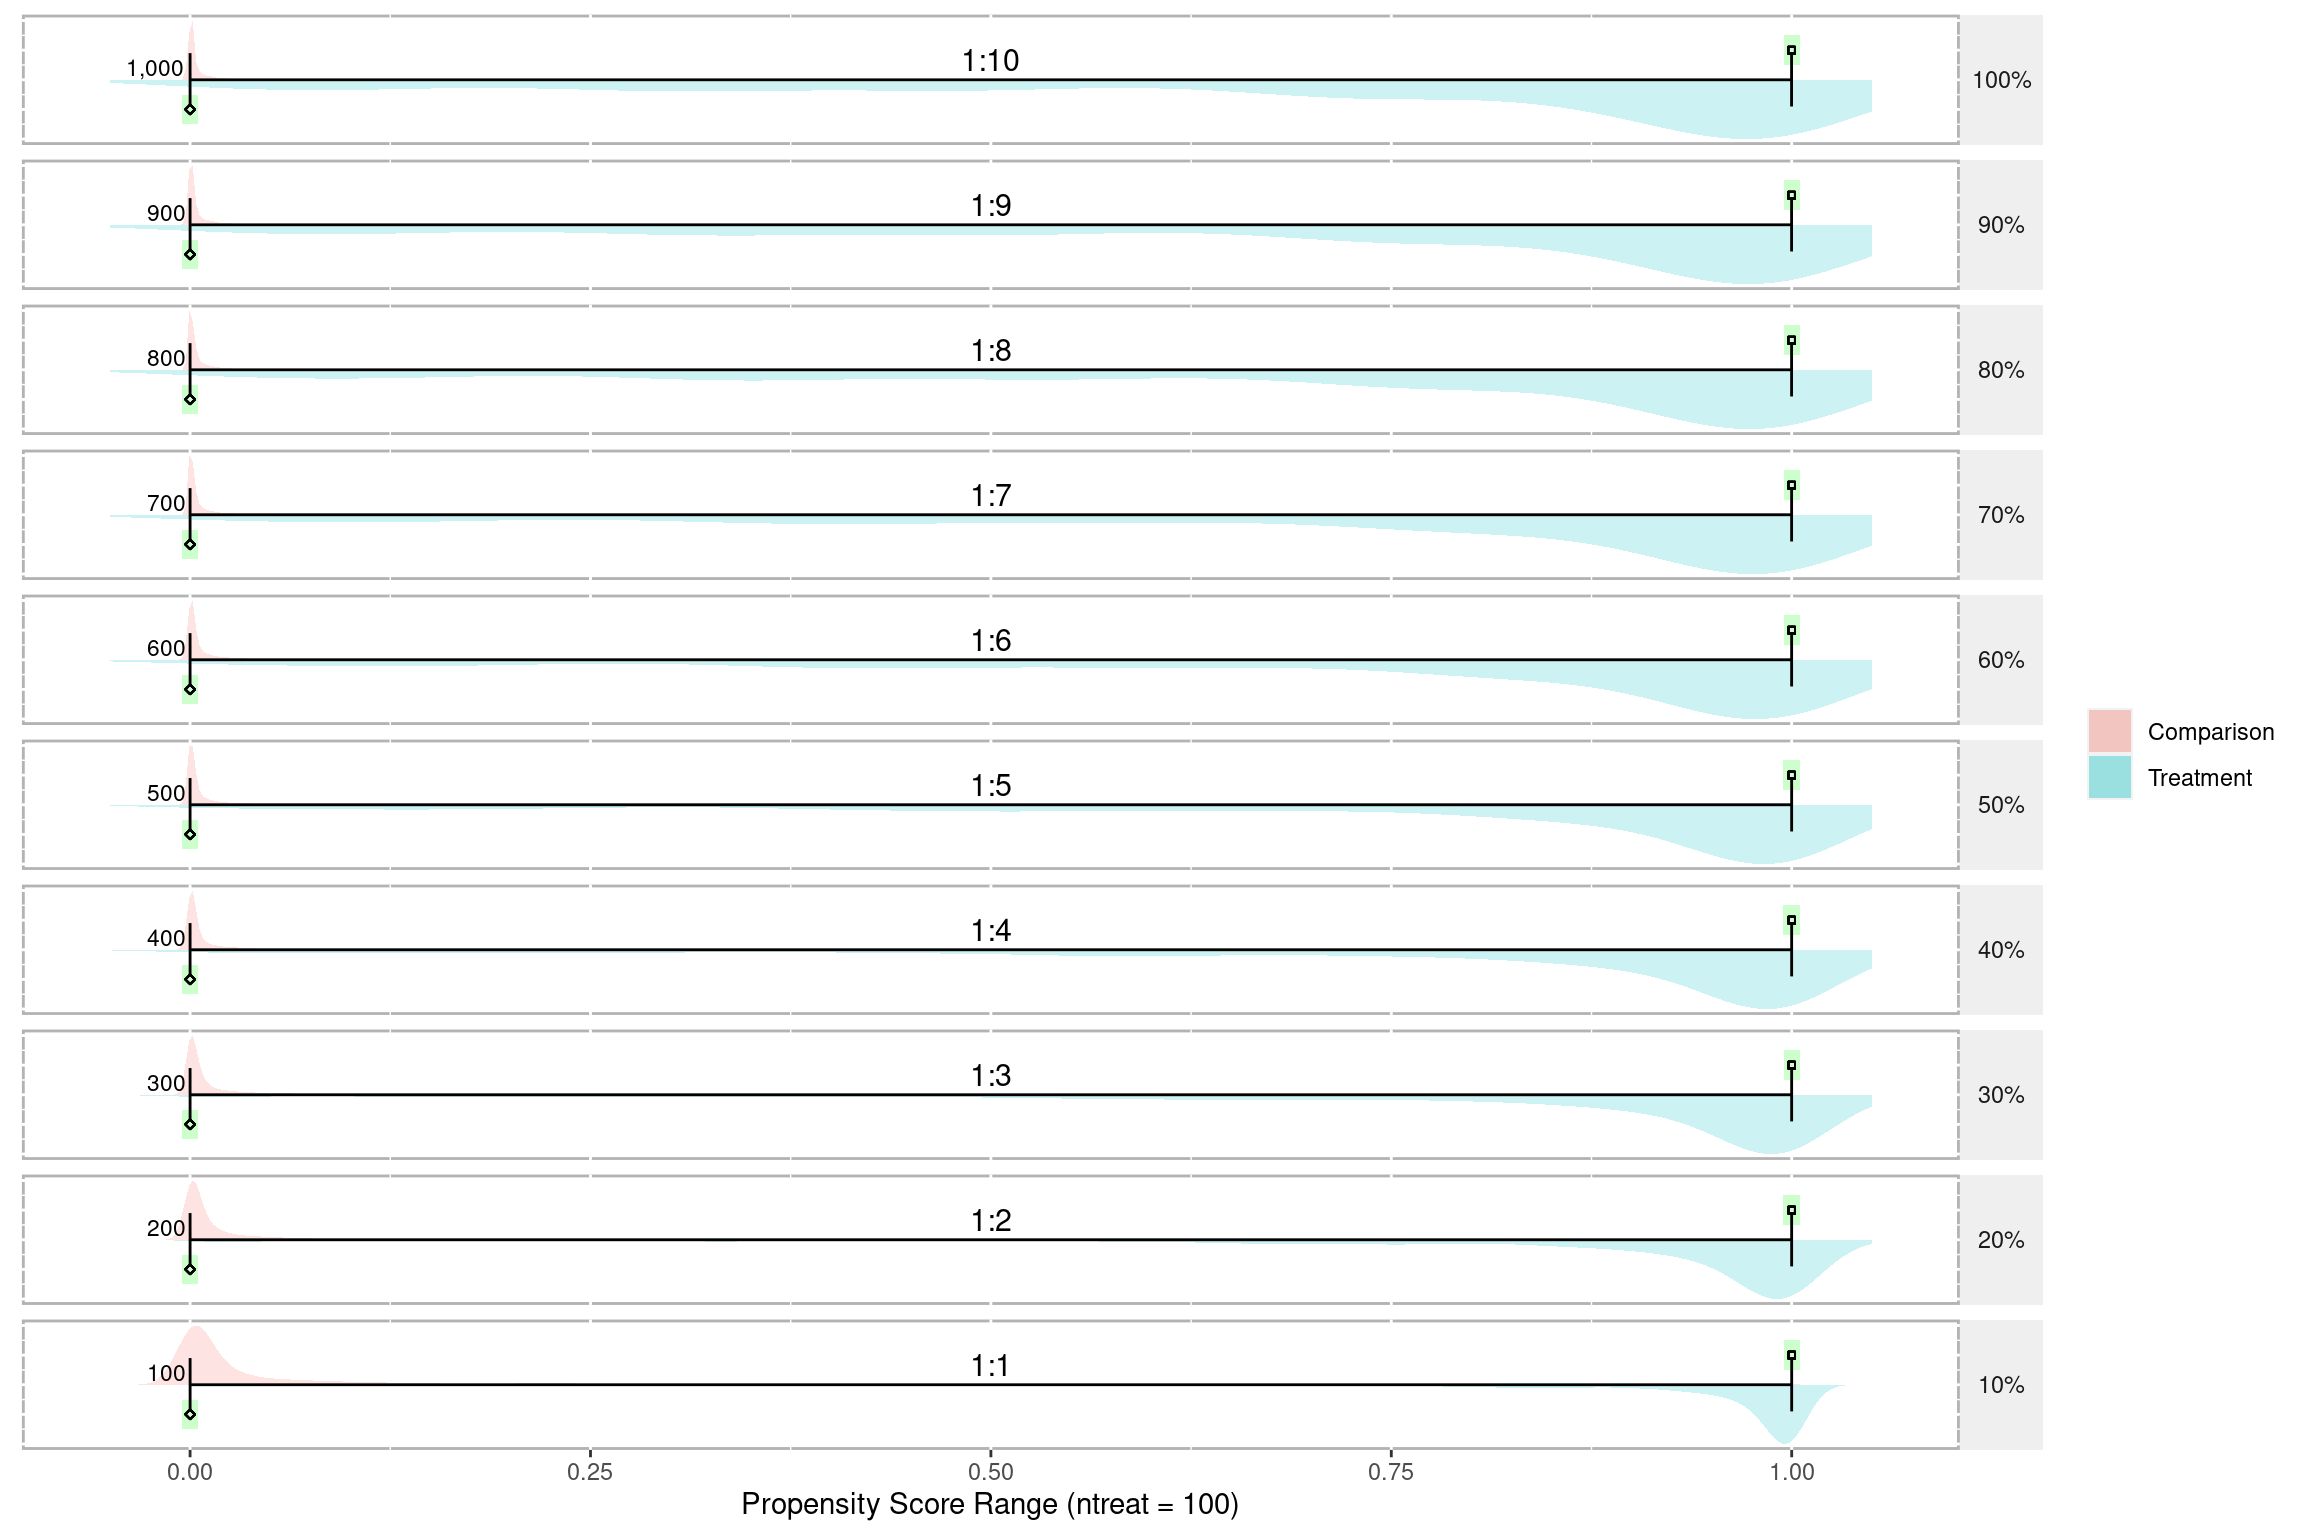 1,000 1:10 100%
900 1:9 90%
800 1:8 80%
700 1:7 70%
600 1:6 60%
500 1:5 50%
Comparison
Treatment
400 1:4 40%
300 1:3 30%
200 1:2 20%
100 1:1 10%
0.00 0.25 0.50 0.75 1.00
Propensity Score Range (ntreat = 100)